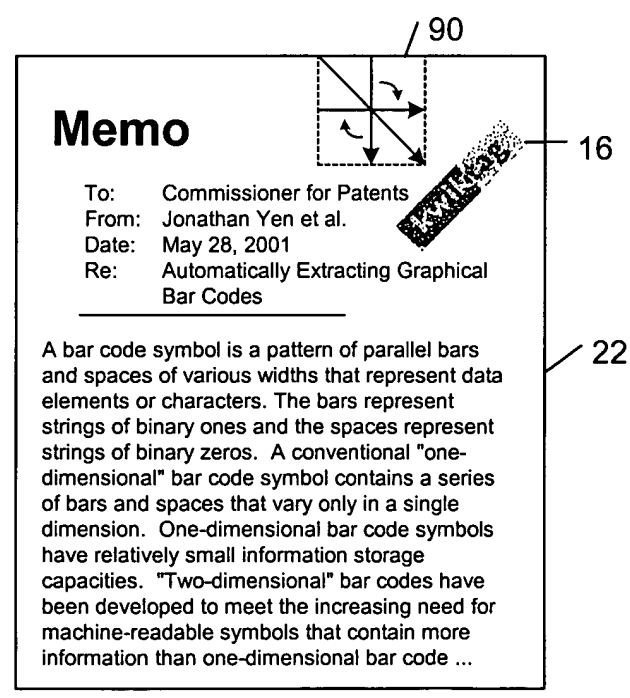 90
Memo
16
kwiktag
To: Commissioner for Patents
From: Jonathan Yen et al.
Date: May 28, 2001
Re: Automatically Extracting Graphical
Bar Codes
22
A bar code symbol is a pattern of parallel bars
and spaces of various widths that represent data
elements or characters. The bars represent
strings of binary ones and the spaces represent
strings of binary zeros. A conventional "one-
dimensional" bar code symbol contains a series
of bars and spaces that vary only in a single
dimension. One-dimensional bar code symbols
have relatively small information storage
capacities. "Two-dimensional" bar codes have
been developed to meet the increasing need for
machine-readable symbols that contain more
information than one-dimensional bar code ...